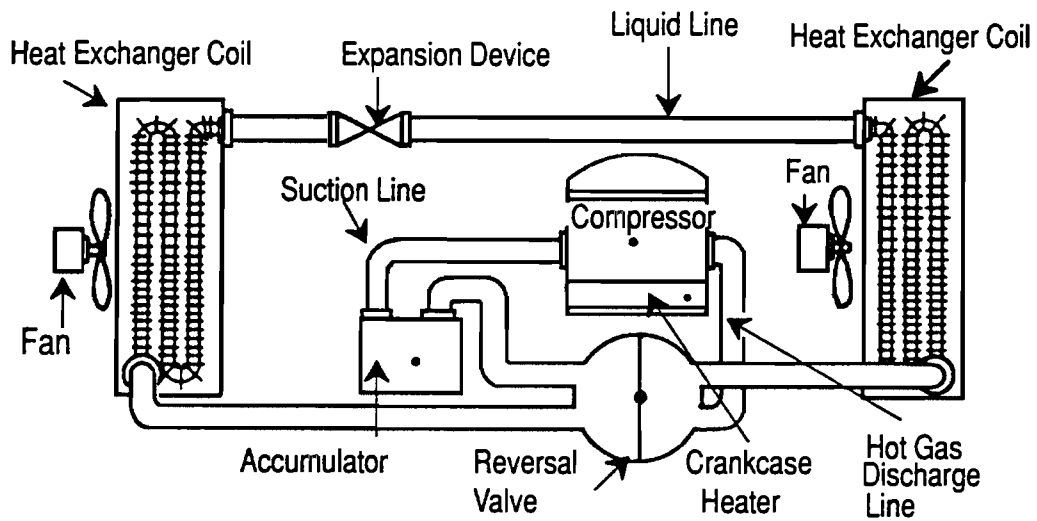 Heat Exchanger Coil
Expansion Device
Liquid Line
Heat Exchanger Coil
Suction Line
Compressor
Fan
Fan
Accumulator
Reversal
Valve
Crankcase
Heater
Hot Gas
Discharge
Line